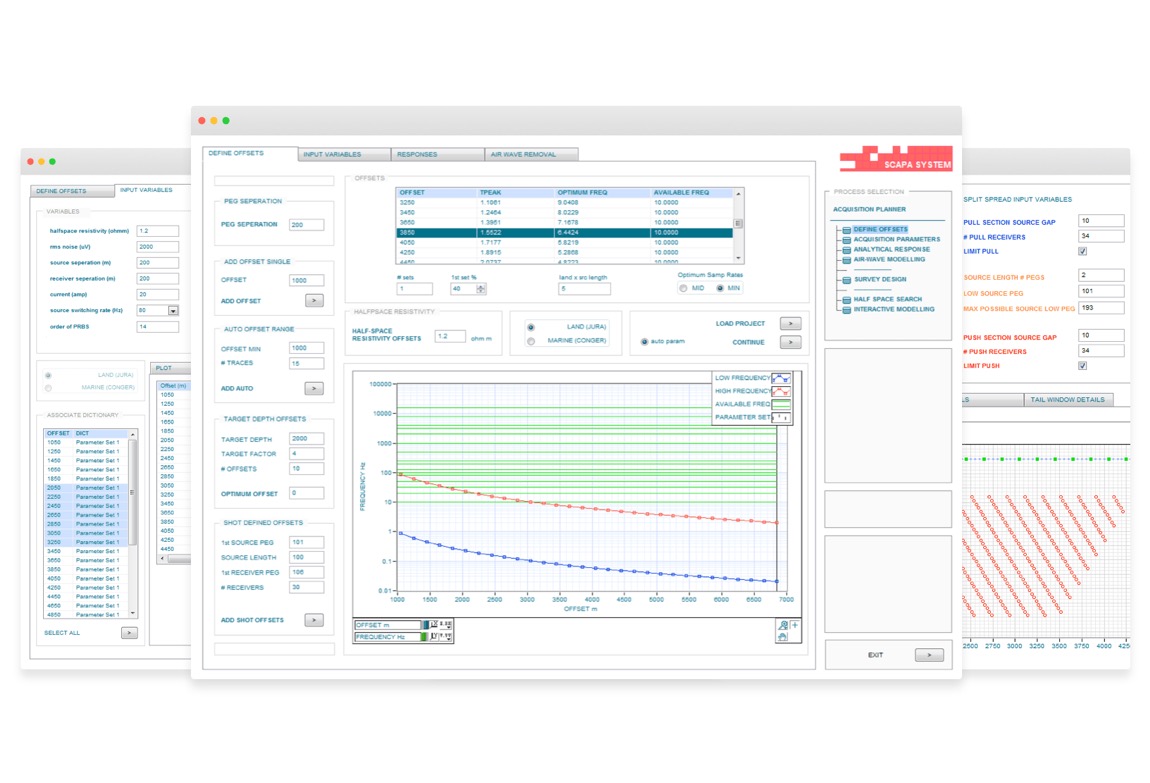 DEFINE OFFSETS
INPUT VARIABLES
RESPONSES
AIR WAVE REMOVAL
SCAPA SYSTEM
PEG SEPERATION
PEG SEPERATION 200
ADD OFFSET SINGLE
OFFSET 1000
ADD OFFSET >
AUTO OFFSET RANGE
OFFSET MIN 1000
# TRACES 15
ADD AUTO >
TARGET DEPTH OFFSETS
TARGET DEPTH 2800
TARGET FACTOR 4
# OFFSETS 10
OPTIMUM OFFSET 0
SHOT DEFINED OFFSETS
1st SOURCE PEG 101
SOURCE LENGTH 100
1st RECEIVER PEG 106
# RECEIVERS 30
ADD SHOT OFFSETS >
OFFSETS
OFFSET TPEAK OPTIMUM FREQ AVAILABLE FREQ
3250 1.1061 9.0408 10.0000
3450 1.2464 8.0229 10.0000
3650 1.3951 7.1678 10.0000
3850 1.5522 6.4424 10.0000
4050 1.7177 5.8219 10.0000
4250 1.8915 5.2868 10.0000
4450 2.0737 4.8223 10.0000
# sets 1st set % land x src length Optimum Samp Rates
1 40 5 MID MIN
HALFPSACE RESISTIVITY
HALF-SPACE
RESISTIVITY OFFSETS 1.2 ohm m
LAND (JURA)
MARINE (CONGER)
auto param
LOAD PROJECT >
CONTINUE >
LOW FREQUENCY
HIGH FREQUENCY
AVAILABLE FREQ
PARAMETER SET
FREQUENCY Hz
100000
10000
1000
100
10
1
0.1
0.01
1000 1500 2000 2500 3000 3500 4000 4500 5000 5500 6000 6500 7000
OFFSET m
OFFSET m
FREQUENCY Hz
PROCESS SELECTION
ACQUISITION PLANNER
DEFINE OFFSETS
ACQUISITION PARAMETERS
ANALYTICAL RESPONSE
AIR-WAVE MODELLING
SURVEY DESIGN
HALF SPACE SEARCH
INTERACTIVE MODELLING
EXIT >
DEFINE OFFSETS
INPUT VARIABLES
VARIABLES
halfspace resistivity (ohmm) 1.2
rms noise (uV) 2000
source seperation (m) 200
receiver seperation (m) 200
current (amp) 20
source switching rate (Hz) 80
order of PRBS 14
LAND (JURA)
MARINE (CONGER)
ASSOCIATE DICTIONARY
OFFSET DICT
1050 Parameter Set 1
1250 Parameter Set 1
1450 Parameter Set 1
1650 Parameter Set 1
1850 Parameter Set 1
2050 Parameter Set 1
2250 Parameter Set 1
2450 Parameter Set 1
2650 Parameter Set 1
2850 Parameter Set 1
3050 Parameter Set 1
3250 Parameter Set 1
3450 Parameter Set 1
3650 Parameter Set 1
3850 Parameter Set 1
4050 Parameter Set 1
4250 Parameter Set 1
4450 Parameter Set 1
4650 Parameter Set 1
4850 Parameter Set 1
SELECT ALL >
PLOT
Offset (m)
1050
1250
1450
1650
1850
2050
2250
2450
2650
2850
3050
3250
3450
3650
3850
4050
4250
4450
SPLIT SPREAD INPUT VARIABLES
PULL SECTION SOURCE GAP 10
# PULL RECEIVERS 34
LIMIT PULL
SOURCE LENGTH # PEGS 2
LOW SOURCE PEG 101
MAX POSSIBLE SOURCE LOW PEG 193
PUSH SECTION SOURCE GAP 10
# PUSH RECEIVERS 34
LIMIT PUSH
LS
TAIL WINDOW DETAILS
2500 2750 3000 3250 3500 3750 4000 425